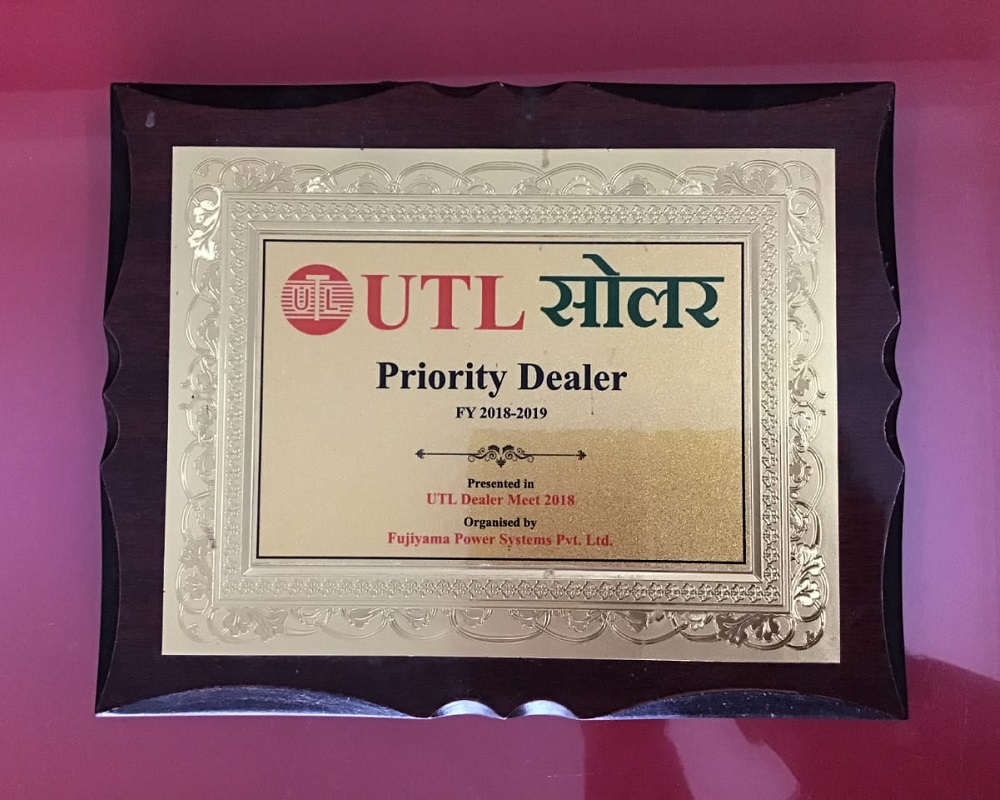 UTL UTL सोलर
Priority Dealer
FY 2018-2019
Presented in
UTL Dealer Meet 2018
Organised by
Fujiyama Power Systems Pvt. Ltd.